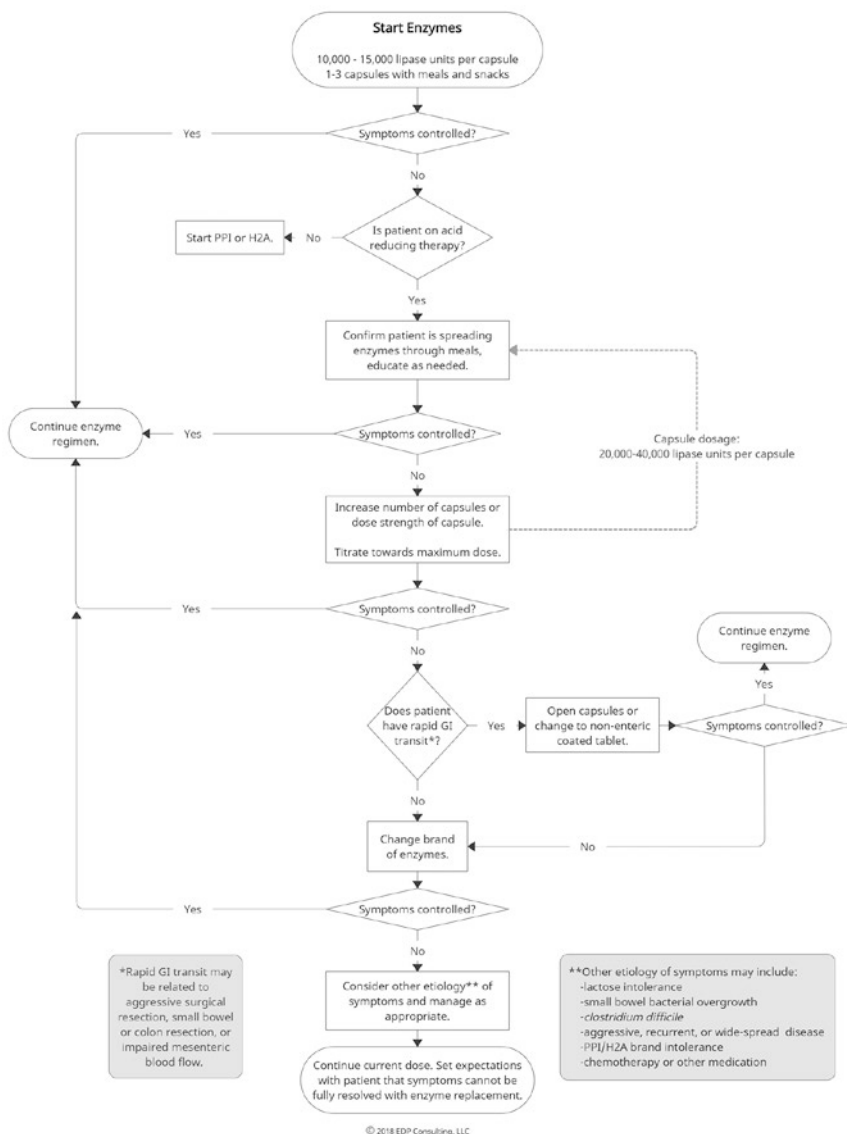 Start Enzymes
10,000 - 15,000 lipase units per capsule
1-3 capsules with meals and snacks
Yes
Symptoms controlled?
No
Start PPI or H2A.
No
Is patient on acid
reducing therapy?
Yes
Confirm patient is spreading
enzymes through meals,
educate as needed.
Continue enzyme
regimen.
Yes
Symptoms controlled?
Capsule dosage:
20,000-40,000 lipase units per capsule
No
Increase number of capsules or
dose strength of capsule.
Titrate towards maximum dose.
Yes
Symptoms controlled?
Continue enzyme
regimen.
No
Yes
Does patient
have rapid GI
transit*?
Yes
Open capsules or
change to non-enteric
coated tablet.
Symptoms controlled?
No
Change brand
of enzymes.
No
Yes
Symptoms controlled?
No
*Rapid GI transit may
be related to
aggressive surgical
resection, small bowel
or colon resection, or
impaired mesenteric
blood flow.
Consider other etiology** of
symptoms and manage as
appropriate.
**Other etiology of symptoms may include:
-lactose intolerance
-small bowel bacterial overgrowth
-clostridium difficile
-aggressive, recurrent, or wide-spread disease
-PPI/H2A brand intolerance
-chemotherapy or other medication
Continue current dose. Set expectations
with patient that symptoms cannot be
fully resolved with enzyme replacement.
© 2018 EDP Consulting, LLC